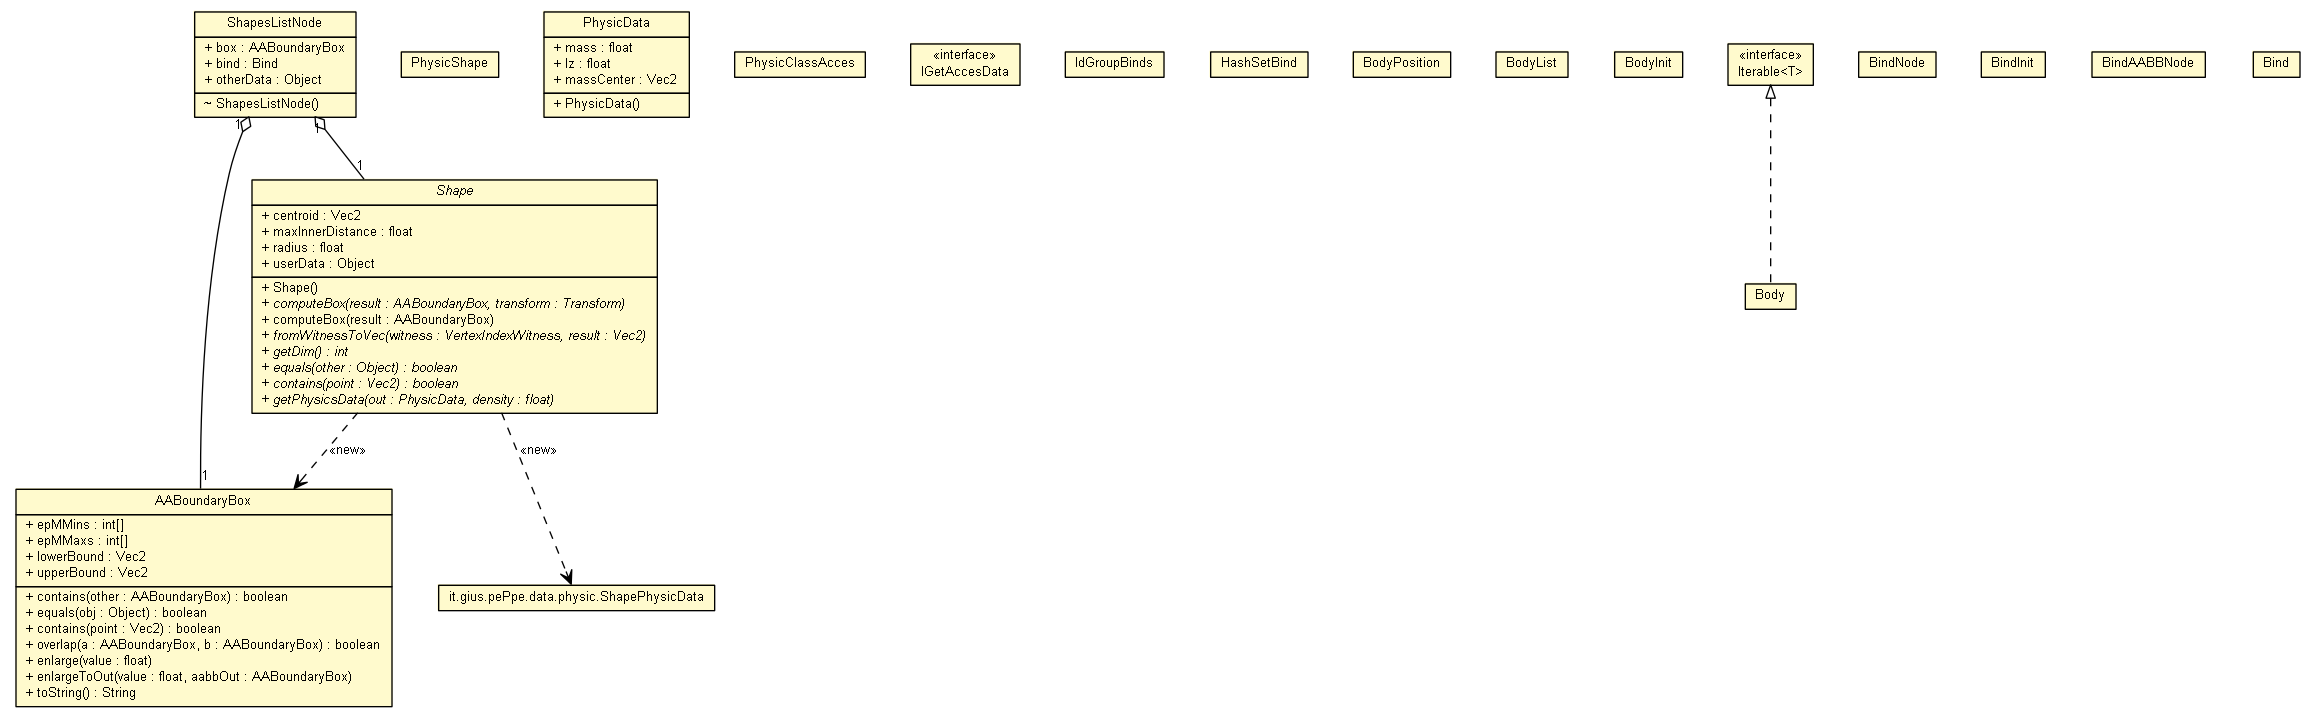 ShapesListNode
+ box : AABoundaryBox
+ bind : Bind
+ otherData : Object
~ ShapesListNode()
PhysicShape
PhysicData
+ mass : float
+ Iz : float
+ massCenter : Vec2
+ PhysicData()
PhysicClassAcces
«interface»
IGetAccesData
IdGroupBinds
HashSetBind
BodyPosition
BodyList
BodyInit
«interface»
Iterable<T>
BindNode
BindInit
BindAABBNode
Bind
1
1
1
Shape
+ centroid : Vec2
+ maxInnerDistance : float
+ radius : float
+ userData : Object
+ Shape()
+ computeBox(result : AABoundaryBox, transform : Transform)
+ computeBox(result : AABoundaryBox)
+ fromWitnessToVec(witness : VertexIndexWitness, result : Vec2)
+ getDim() : int
+ equals(other : Object) : boolean
+ contains(point : Vec2) : boolean
+ getPhysicsData(out : PhysicData, density : float)
Body
«new»
«new»
1
AABoundaryBox
+ epMMins : int[]
+ epMMaxs : int[]
+ lowerBound : Vec2
+ upperBound : Vec2
+ contains(other : AABoundaryBox) : boolean
+ equals(obj : Object) : boolean
+ contains(point : Vec2) : boolean
+ overlap(a : AABoundaryBox, b : AABoundaryBox) : boolean
+ enlarge(value : float)
+ enlargeToOut(value : float, aabbOut : AABoundaryBox)
+ toString() : String
it.gius.pePpe.data.physic.ShapePhysicData